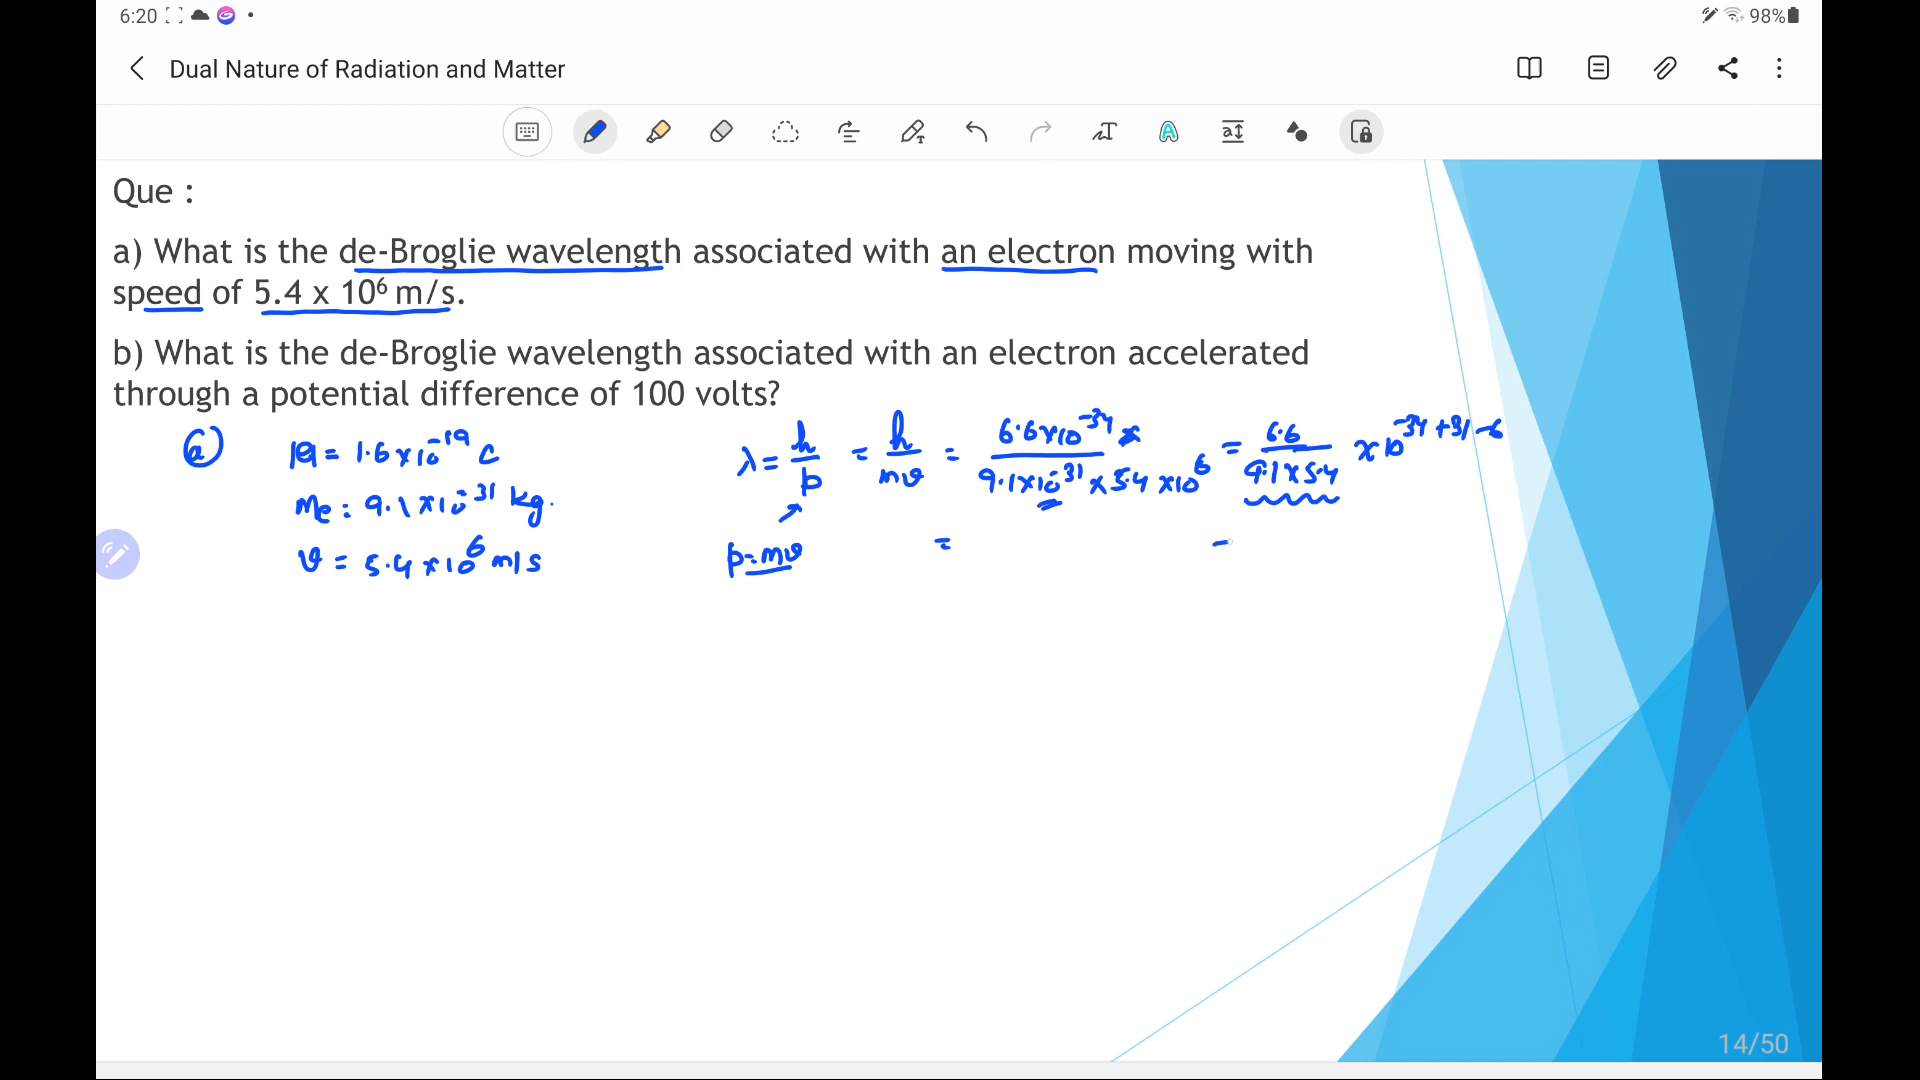 6:20
98%
Dual Nature of Radiation and Matter
Que :
a) What is the de-Broglie wavelength associated with an electron moving with
speed of 5.4 x 10⁶ m/s.
b) What is the de-Broglie wavelength associated with an electron accelerated
through a potential difference of 100 volts?
(a) |e| = 1.6 × 10⁻¹⁹ C
me = 9.1 × 10⁻³¹ kg.
v = 5.4 × 10⁶ m/s
λ = h/p = h/mv = 6.6×10⁻³⁴ / 9.1×10⁻³¹ × 5.4 ×10⁶ = 6.6 / 9.1×5.4 × 10⁻³⁴⁺³¹⁻⁶
p=mv =
14/50